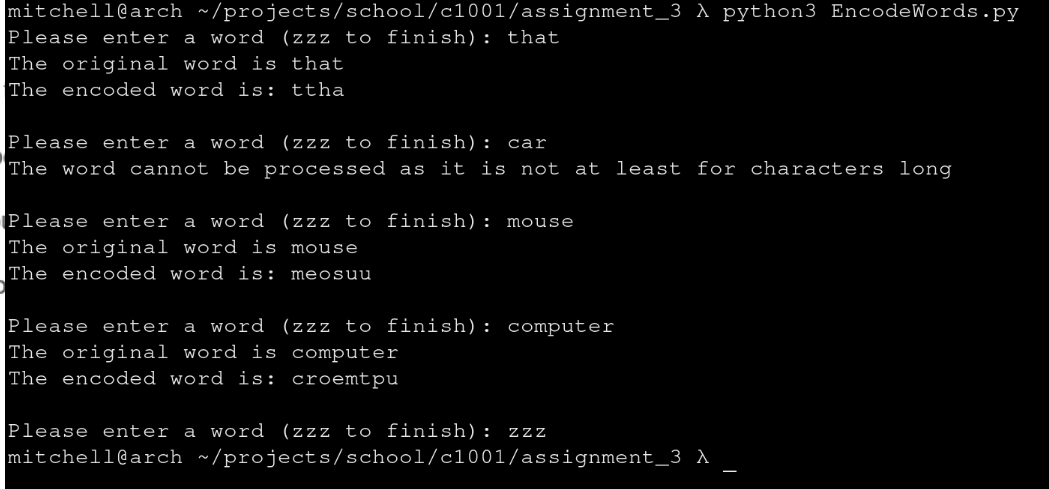 mitchell@arch ~/projects/school/c1001/assignment_3 λ python3 EncodeWords.py
Please enter a word (zzz to finish): that
The original word is that
The encoded word is: ttha
Please enter a word (zzz to finish): car
The word cannot be processed as it is not at least for characters long
Please enter a word (zzz to finish): mouse
The original word is mouse
The encoded word is: meosuu
Please enter a word (zzz to finish): computer
The original word is computer
The encoded word is: croemtpu
Please enter a word (zzz to finish): zzz
mitchell@arch ~/projects/school/c1001/assignment_3 λ _